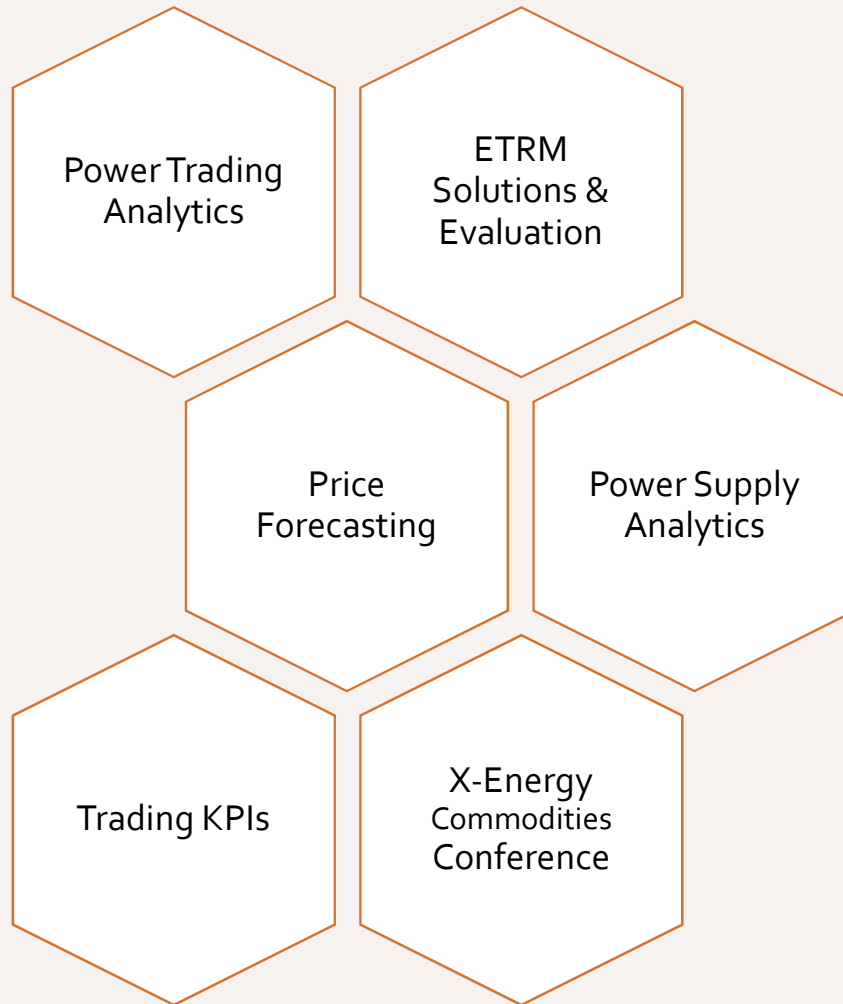 Power Trading
Analytics
ETRM
Solutions &
Evaluation
Price
Forecasting
Power Supply
Analytics
Trading KPIs
X-Energy
Commodities
Conference